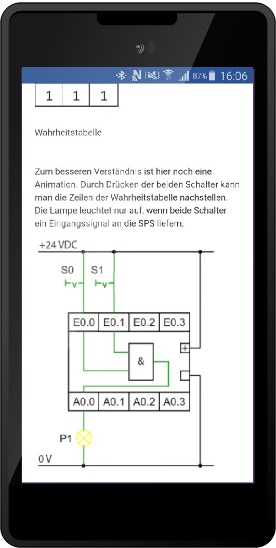 87% 16:06
1 1 1
Wahrheitstabelle
Zum besseren Verständnis ist hier noch eine
Animation. Durch Drücken der beiden Schalter kann
man die Zeilen der Wahrheitstabelle nachstellen.
Die Lampe leuchtet nur auf, wenn beide Schalter
ein Eingangssignal an die SPS liefern.
+24 VDC
S0 S1
E0.0 E0.1 E0.2 E0.3
&
+
-
A0.0 A0.1 A0.2 A0.3
P1
0 V